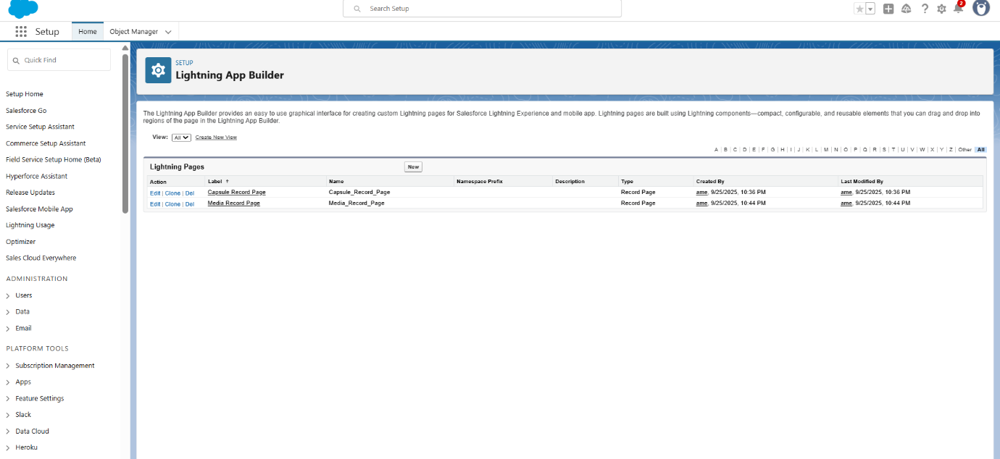 Search Setup
2
Setup
Home
Object Manager
Quick Find
Setup Home
Salesforce Go
Service Setup Assistant
Commerce Setup Assistant
Field Service Setup Home (Beta)
Hyperforce Assistant
Release Updates
Salesforce Mobile App
Lightning Usage
Optimizer
Sales Cloud Everywhere
ADMINISTRATION
Users
Data
Email
PLATFORM TOOLS
Subscription Management
Apps
Feature Settings
Slack
Data Cloud
Heroku
SETUP
Lightning App Builder
The Lightning App Builder provides an easy to use graphical interface for creating custom Lightning pages for Salesforce Lightning Experience and mobile app. Lightning pages are built using Lightning components—compact, configurable, and reusable elements that you can drag and drop into
regions of the page in the Lightning App Builder.
View: All Create New View
A | B | C | D | E | F | G | H | I | J | K | L | M | N | O | P | Q | R | S | T | U | V | W | X | Y | Z | Other All
Lightning Pages New
Action Label ↑ Name Namespace Prefix Description Type Created By Last Modified By
Edit | Clone | Del Capsule Record Page Capsule_Record_Page Record Page ame, 9/25/2025, 10:36 PM ame, 9/25/2025, 10:36 PM
Edit | Clone | Del Media Record Page Media_Record_Page Record Page ame, 9/25/2025, 10:44 PM ame, 9/25/2025, 10:44 PM